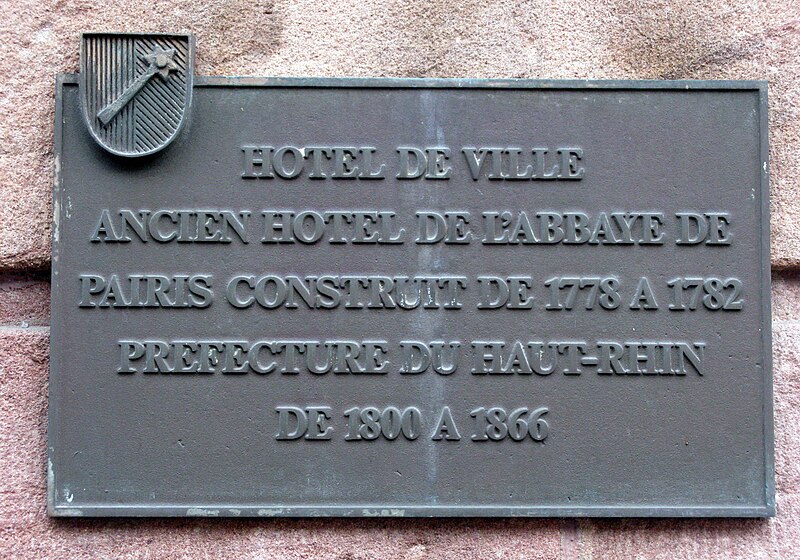 HOTEL DE VILLE
ANCIEN HOTEL DE L'ABBAYE DE
PAIRIS CONSTRUIT DE 1778 A 1782
PREFECTURE DU HAUT-RHIN
DE 1800 A 1866